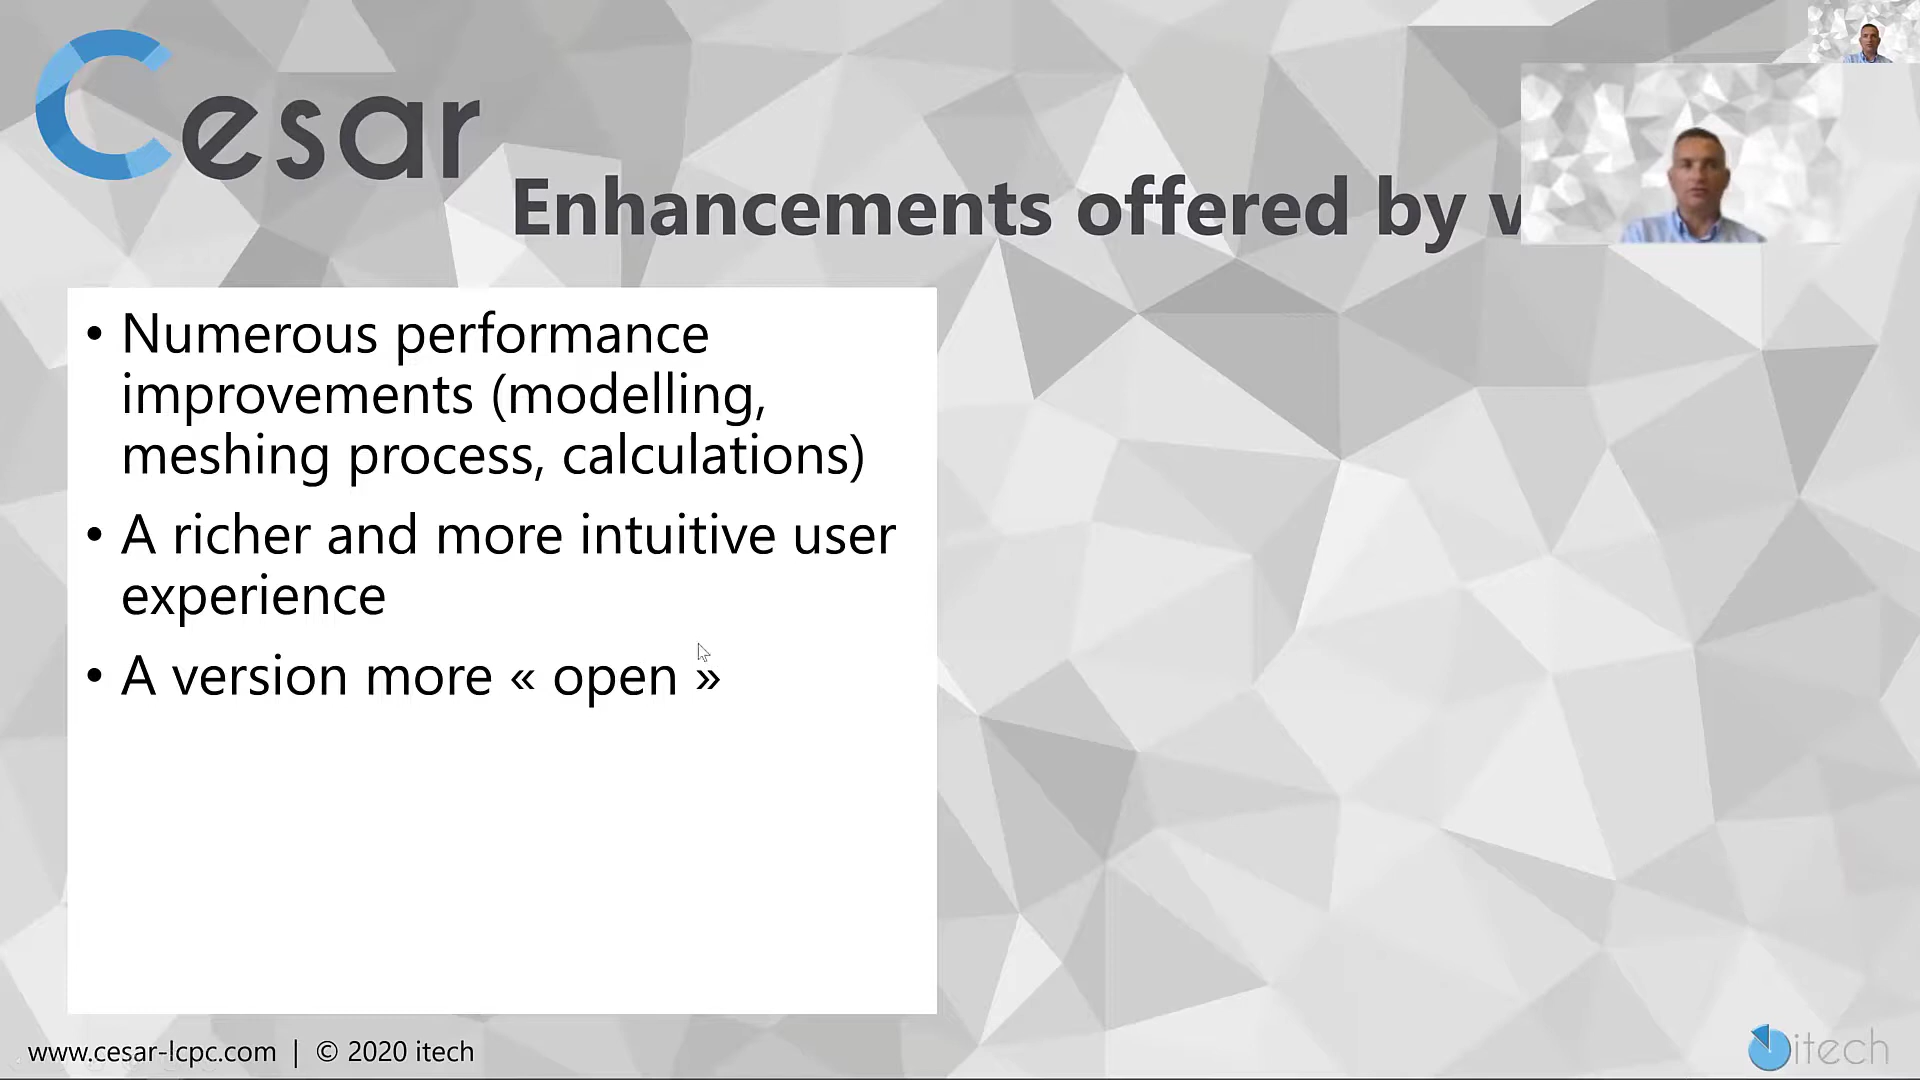 Cesar
Enhancements offered by
• Numerous performance
improvements (modelling,
meshing process, calculations)
• A richer and more intuitive user
experience
• A version more « open »
www.cesar-lcpc.com | © 2020 itech
itech